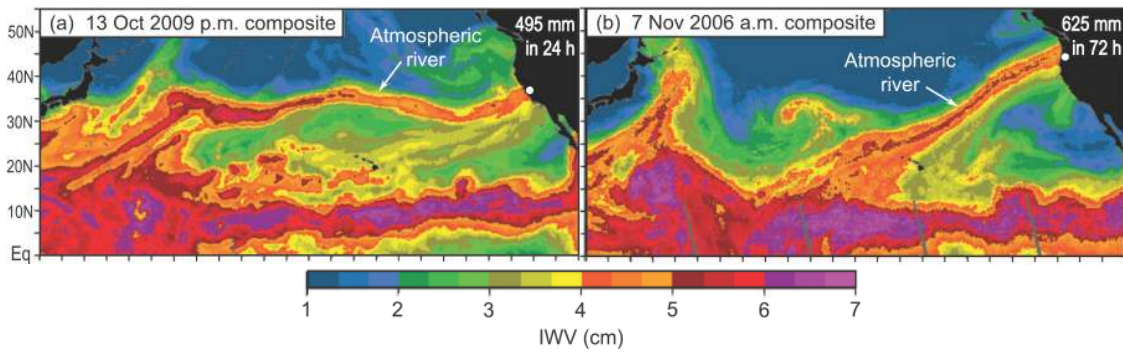 (a) 13 Oct 2009 p.m. composite
495 mm
in 24 h
Atmospheric
river
(b) 7 Nov 2006 a.m. composite
625 mm
in 72 h
Atmospheric
river
50N
40N
30N
20N
10N
Eq
1 2 3 4 5 6 7
IWV (cm)